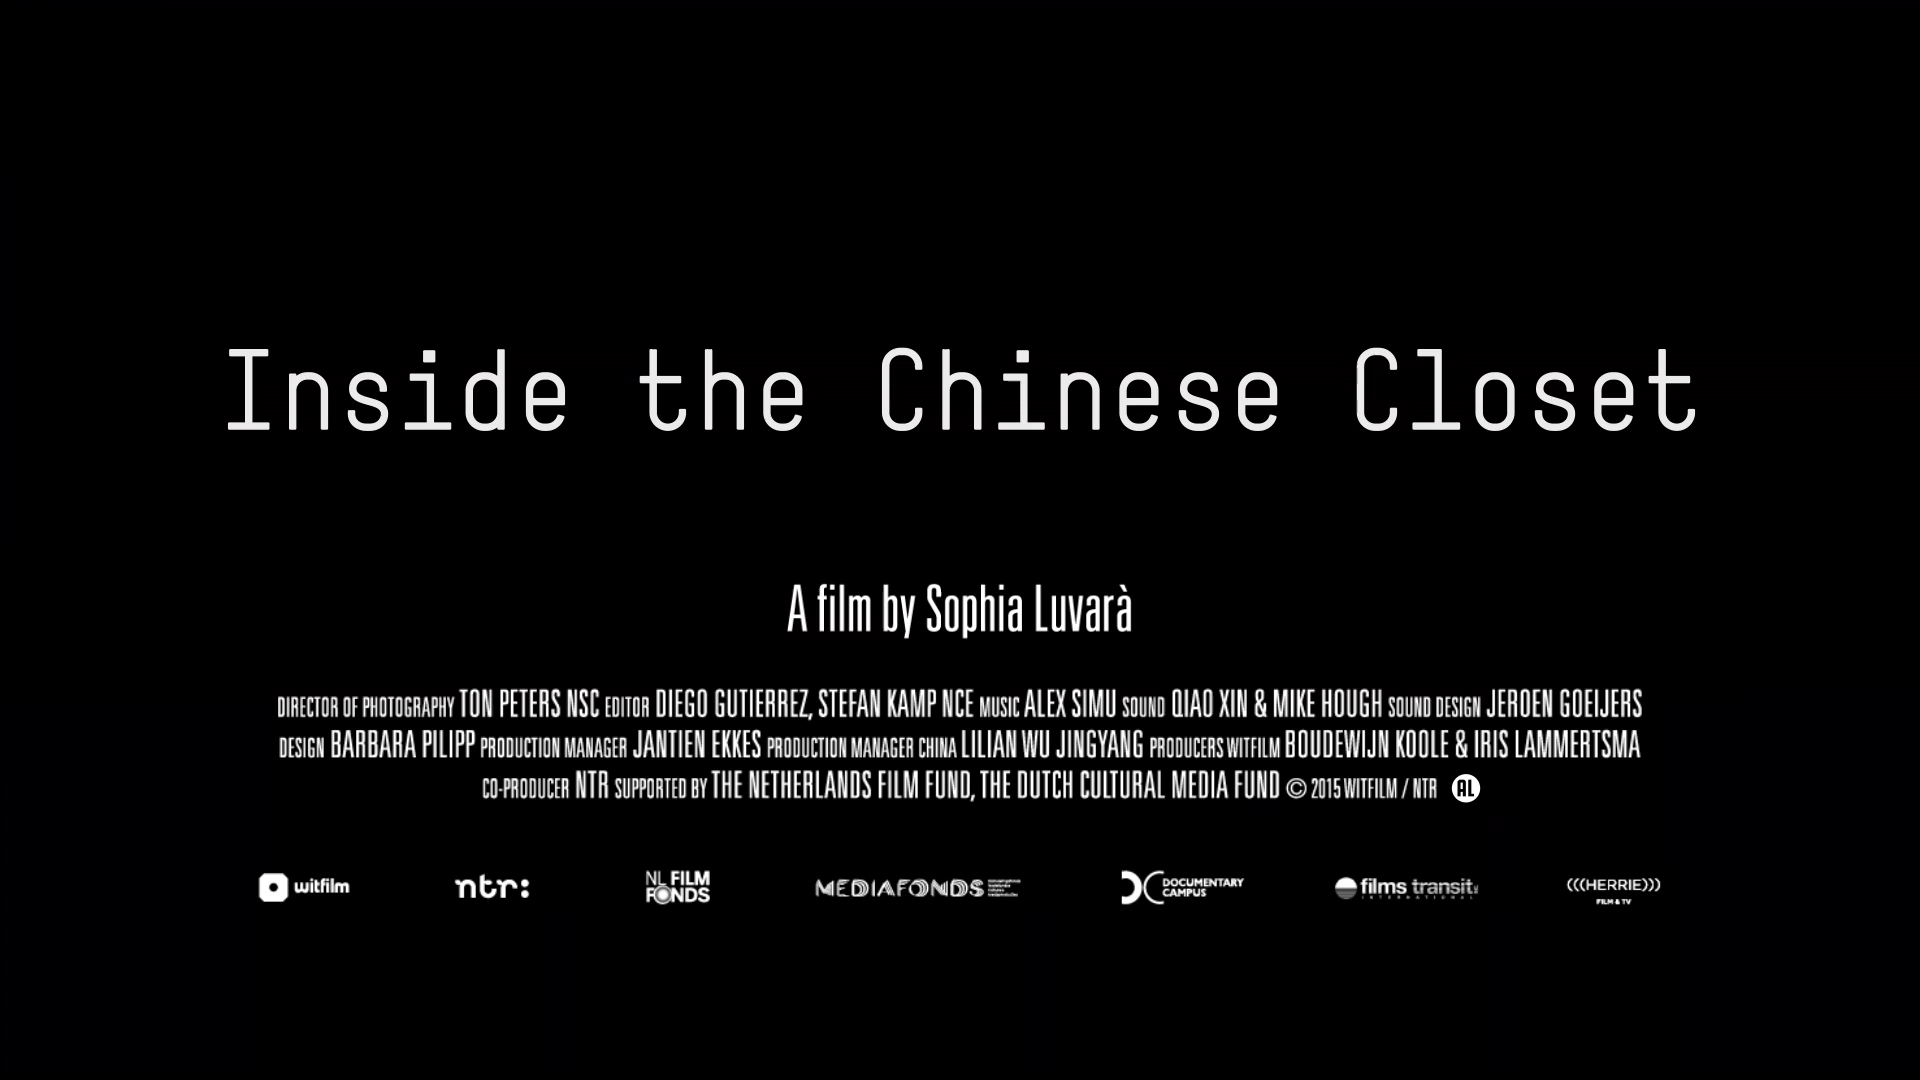 Inside the Chinese Closet
A film by Sophia Luvarà
DIRECTOR OF PHOTOGRAPHY TON PETERS NSC EDITOR DIEGO GUTIERREZ, STEFAN KAMP NCE MUSIC ALEX SIMU SOUND QIAO XIN & MIKE HOUGH SOUND DESIGN JEROEN GOEIJERS
DESIGN BARBARA PILIPP PRODUCTION MANAGER JANTIEN EKKES PRODUCTION MANAGER CHINA LILIAN WU JINGYANG PRODUCERS WITFILM BOUDEWIJN KOOLE & IRIS LAMMERTSMA
CO-PRODUCER NTR SUPPORTED BY THE NETHERLANDS FILM FUND, THE DUTCH CULTURAL MEDIA FUND © 2015 WITFILM / NTR AL
witfilm
ntr:
NL FILM
FONDS
MEDIAFONDS
DOCUMENTARY
CAMPUS
films transit
INTERNATIONAL
(((HERRIE)))
FILM & TV